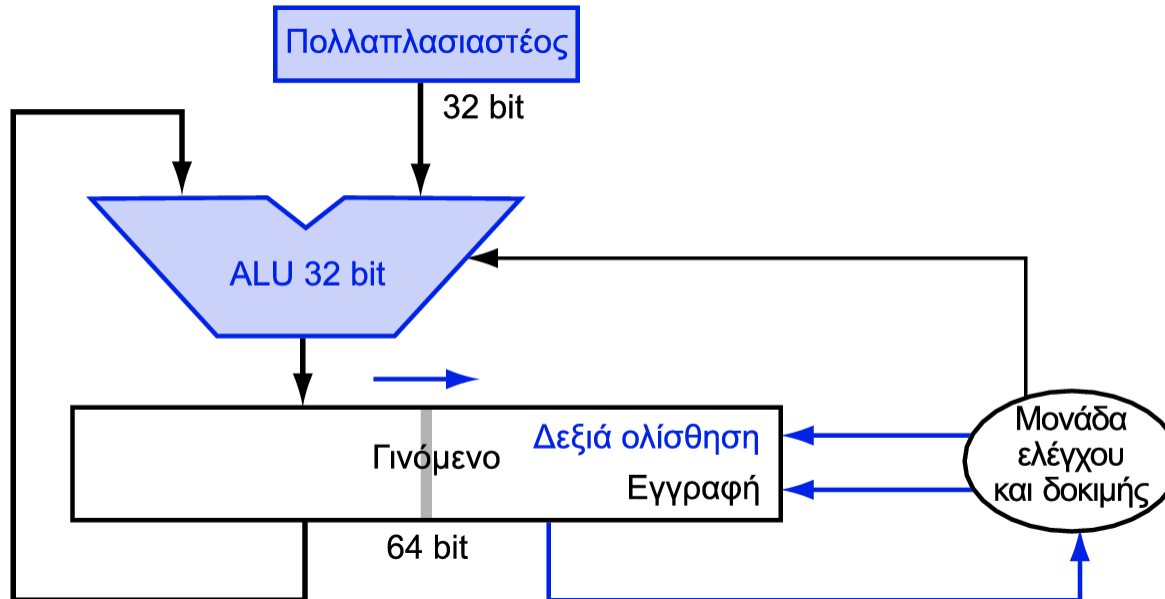 Πολλαπλασιαστέος
32 bit
ALU 32 bit
Γινόμενο
Δεξιά ολίσθηση
Εγγραφή
64 bit
Μονάδα
ελέγχου
και δοκιμής